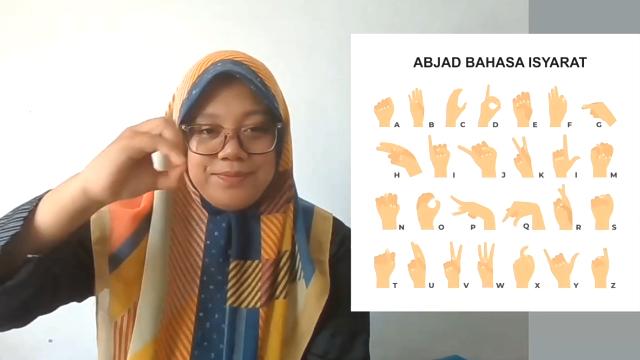 ABJAD BAHASA ISYARAT
A B C D E F G
H I J K I M
N O P Q R S
T U V W X Y Z